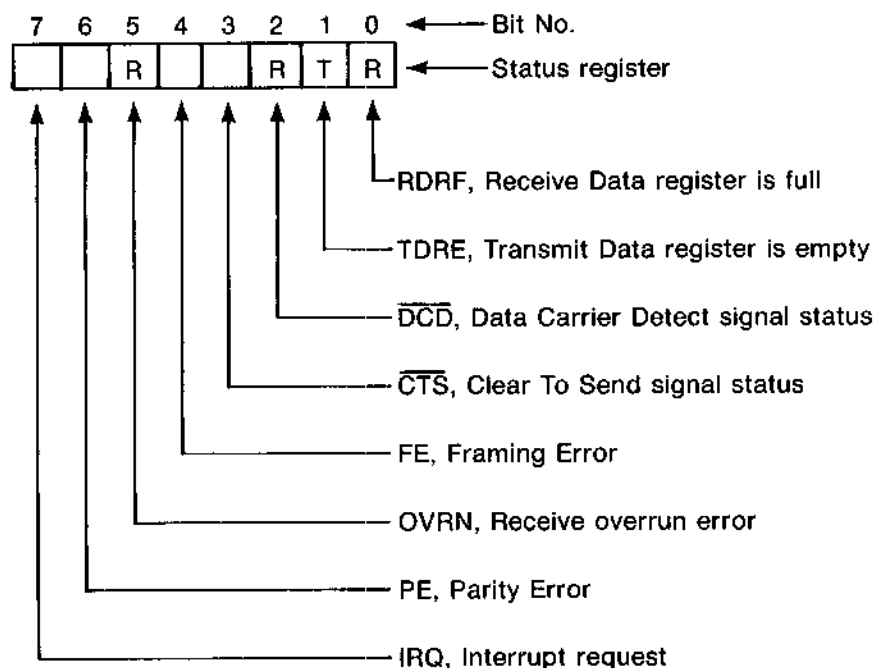 7 6 5 4 3 2 1 0 Bit No.
R R T R Status register
RDRF, Receive Data register is full
TDRE, Transmit Data register is empty
D̅C̅D̅, Data Carrier Detect signal status
C̅T̅S̅, Clear To Send signal status
FE, Framing Error
OVRN, Receive overrun error
PE, Parity Error
IRQ, Interrupt request